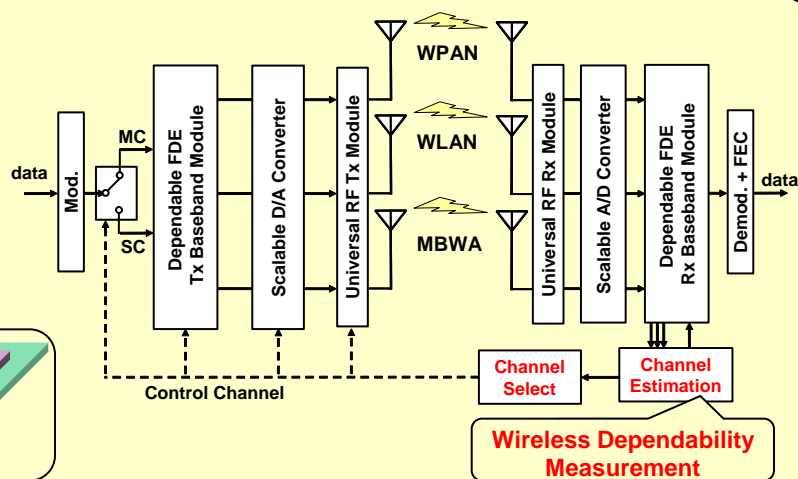 WPAN
WLAN
MBWA
data
Mod.
MC
SC
Dependable FDE
Tx Baseband Module
Scalable D/A Converter
Universal RF Tx Module
Universal RF Rx Module
Scalable A/D Converter
Dependable FDE
Rx Baseband Module
Demod. + FEC
data
Control Channel
Channel
Select
Channel
Estimation
Wireless Dependability
Measurement